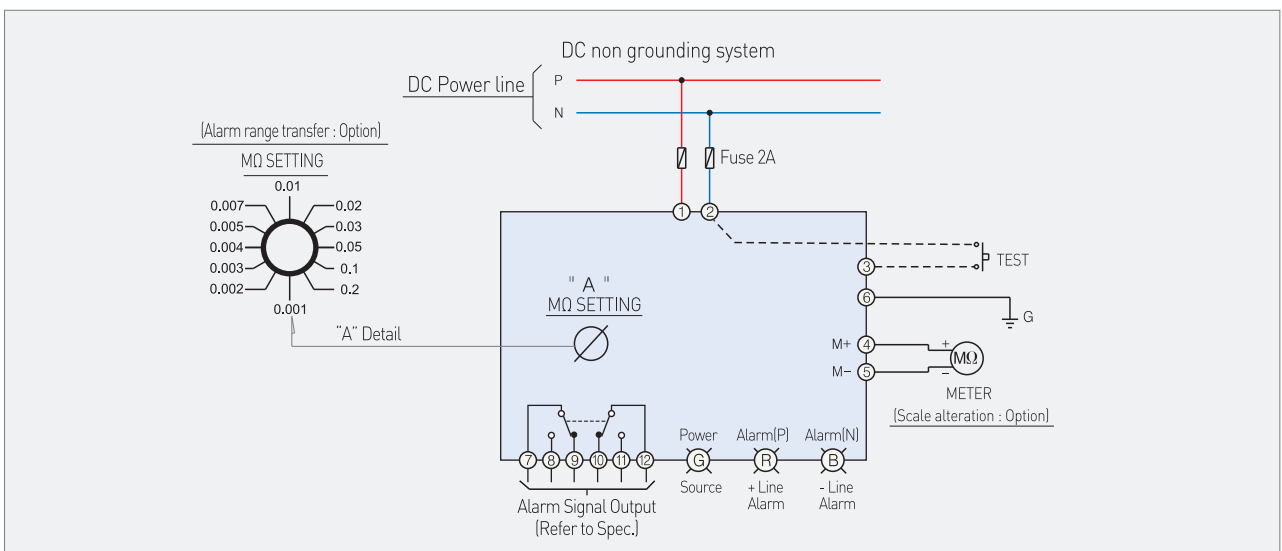 DC non grounding system
DC Power line
P
N
Fuse 2A
(Alarm range transfer : Option)
MΩ SETTING
0.01
0.007
0.02
0.005
0.03
0.004
0.05
0.003
0.1
0.002
0.2
0.001
"A" Detail
" A "
MΩ SETTING
1
2
3
TEST
6
G
M+
4
+
MΩ
M-
5
-
METER
(Scale alteration : Option)
7
8
9
10
11
12
Alarm Signal Output
(Refer to Spec.)
Power
G
Source
Alarm(P)
R
+ Line
Alarm
Alarm(N)
B
- Line
Alarm